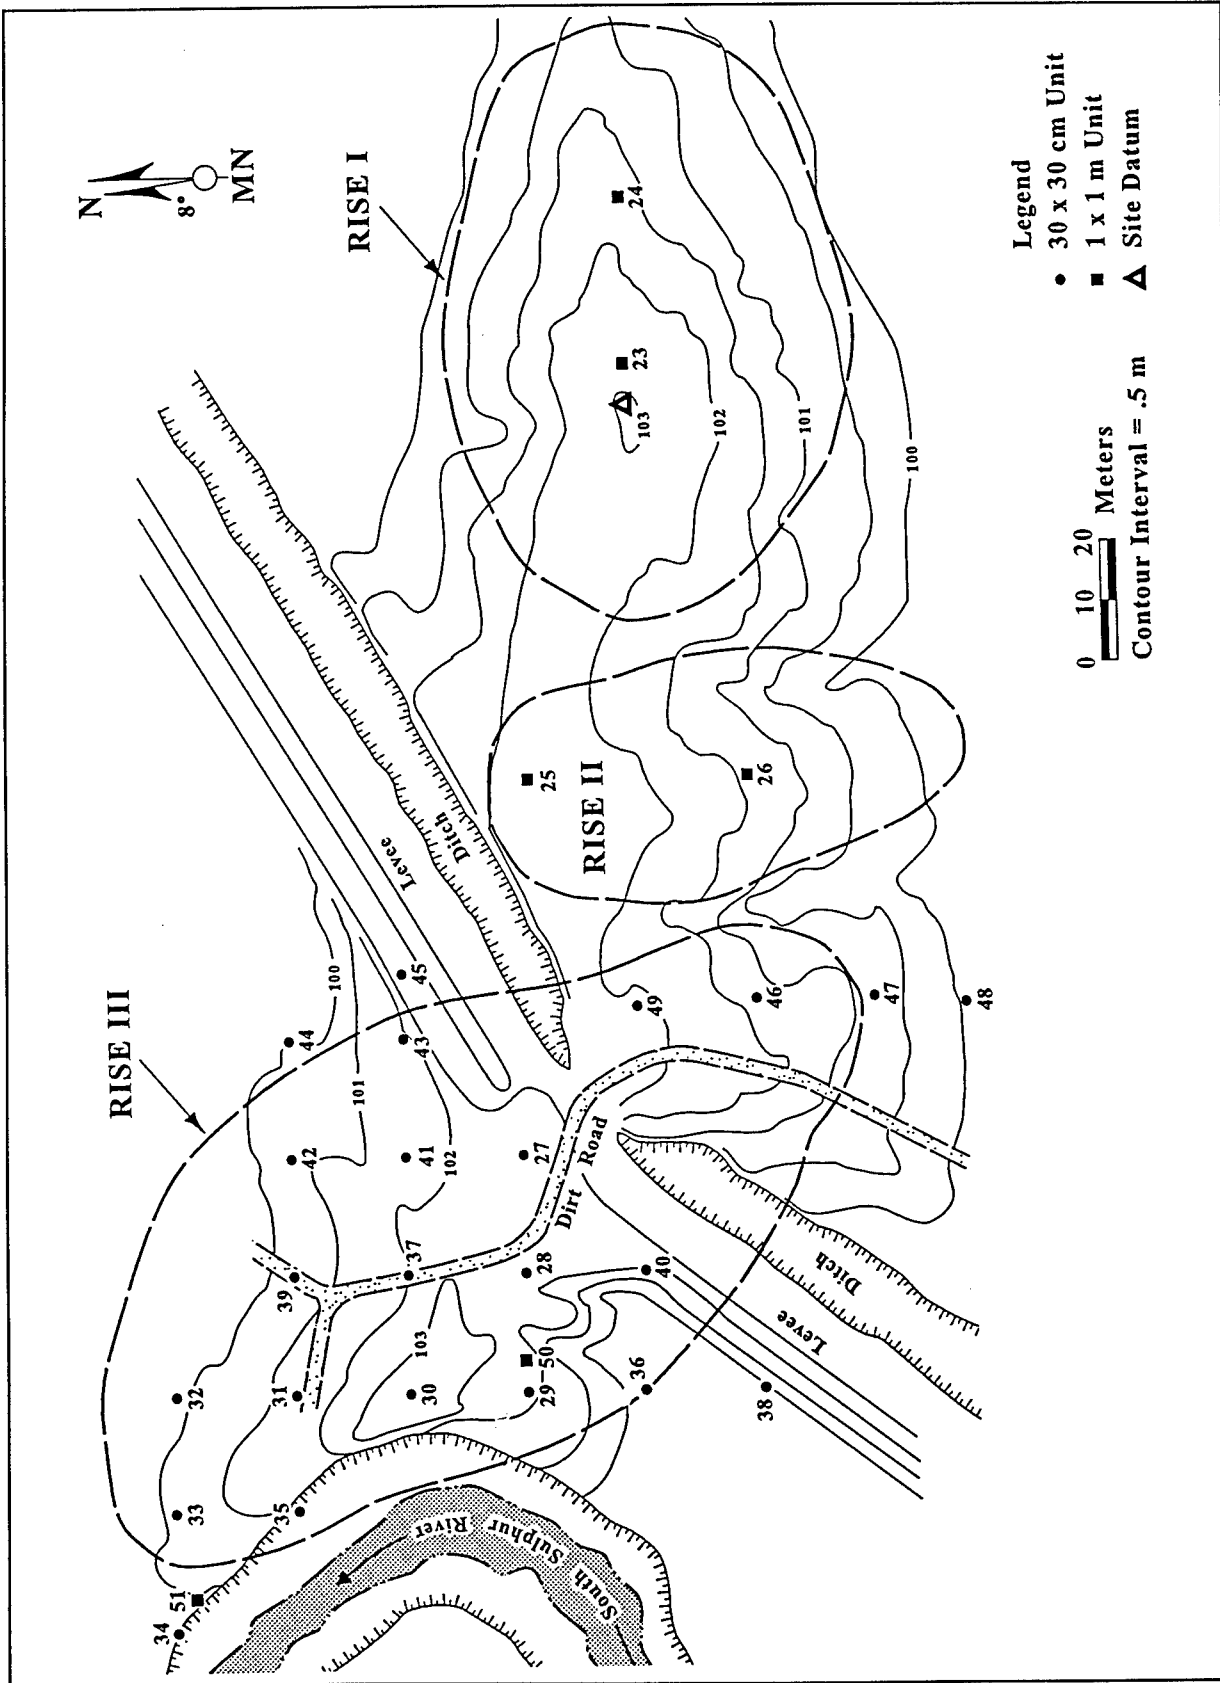 N
8°
MN
RISE I
24
23
103
102
101
100
RISE II
25
26
Levee
Ditch
RISE III
100
101
102
103
45
44
43
42
41
27
49
46
47
48
Dirt Road
39
37
28
40
32
31
30
29
50
36
38
33
35
34
51
Ditch
Levee
South Sulphur
River
Legend
30 x 30 cm Unit
1 x 1 m Unit
Site Datum
0 10 20 Meters
Contour Interval = .5 m